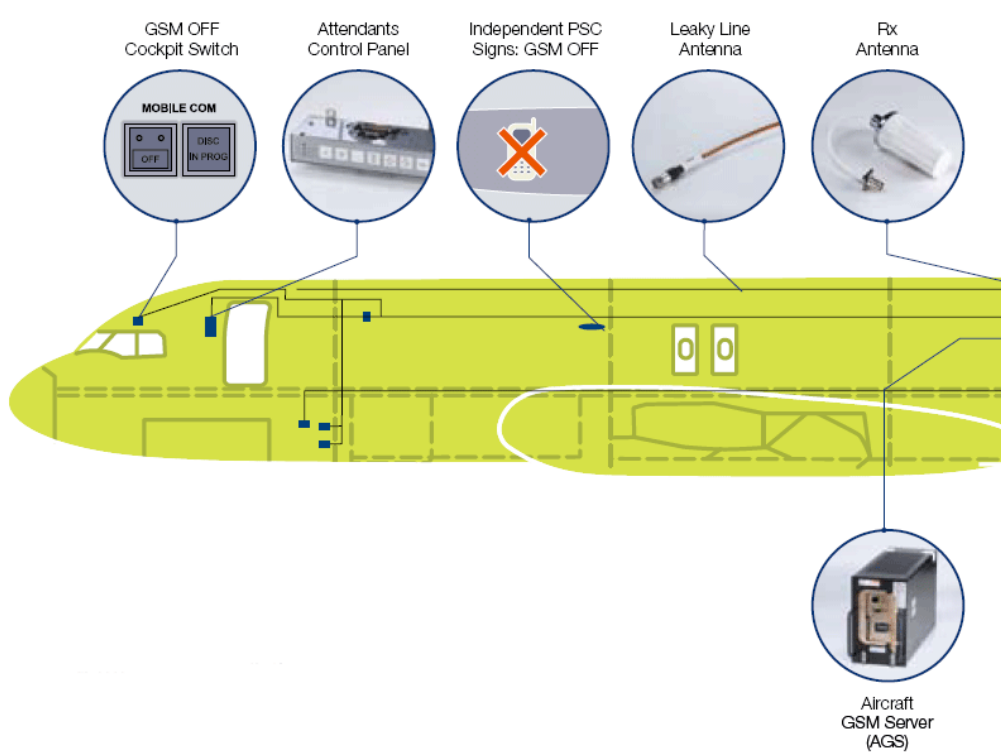 GSM OFF
Cockpit Switch
Attendants
Control Panel
Independent PSC
Signs: GSM OFF
Leaky Line
Antenna
Rx
Antenna
MOBILE COM
OFF
DISC
IN PROG
Aircraft
GSM Server
(AGS)